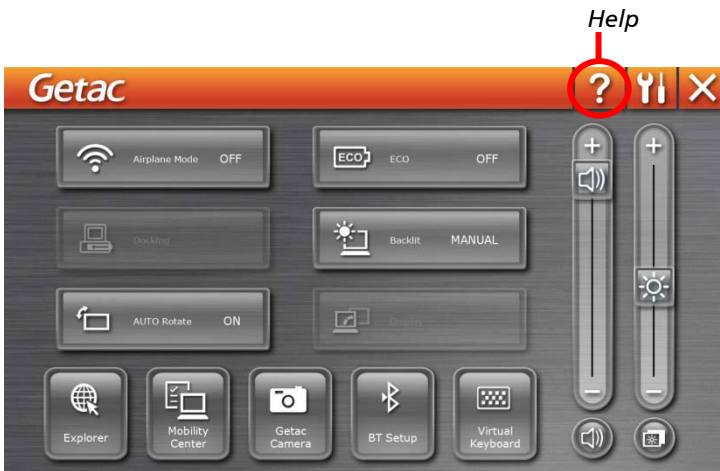 Help
Getac
?
Airplane Mode OFF
ECO ECO OFF
Docking
Backlit MANUAL
AUTO Rotate ON
Display
Explorer
Mobility
Center
Getac
Camera
BT Setup
Virtual
Keyboard
+
+
−
−